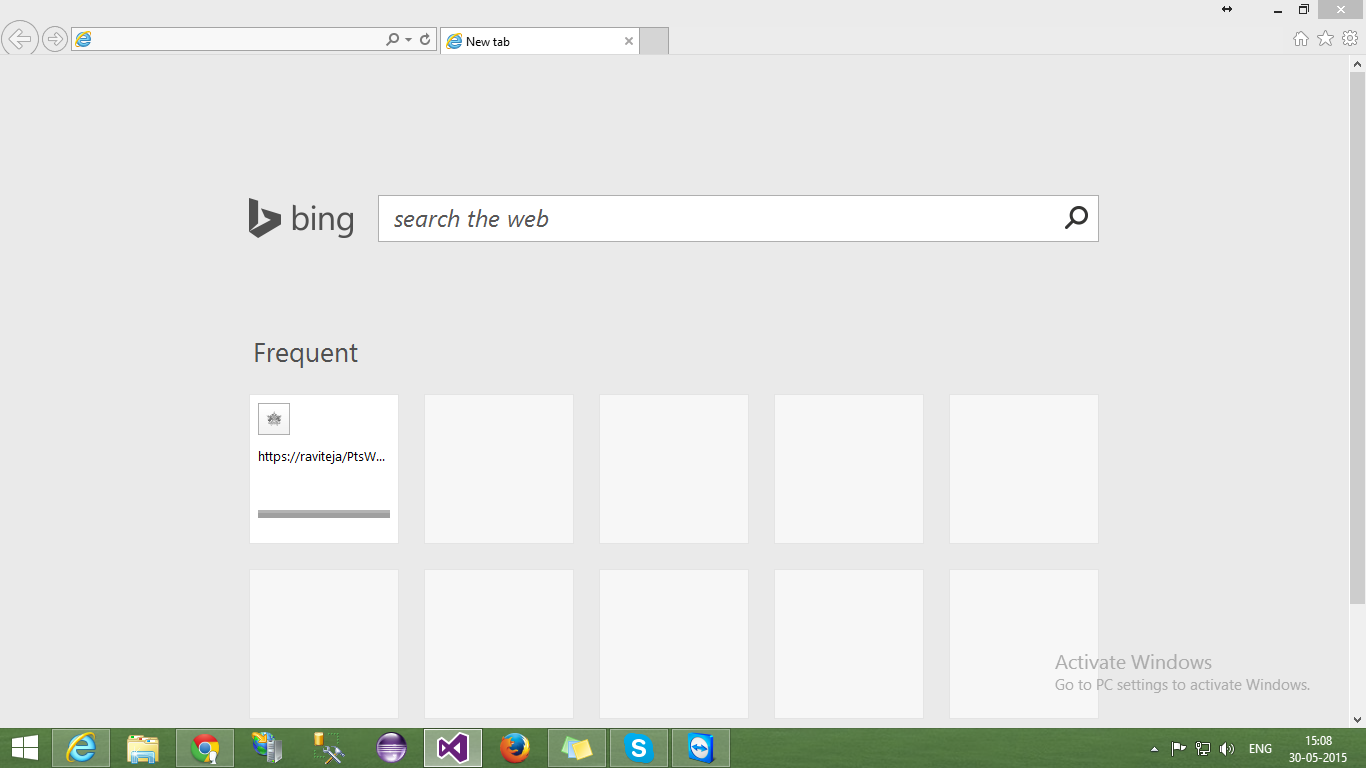 New tab
bing
search the web
Frequent
https://raviteja/PtsW...
Activate Windows
Go to PC settings to activate Windows.
ENG
15:08
30-05-2015